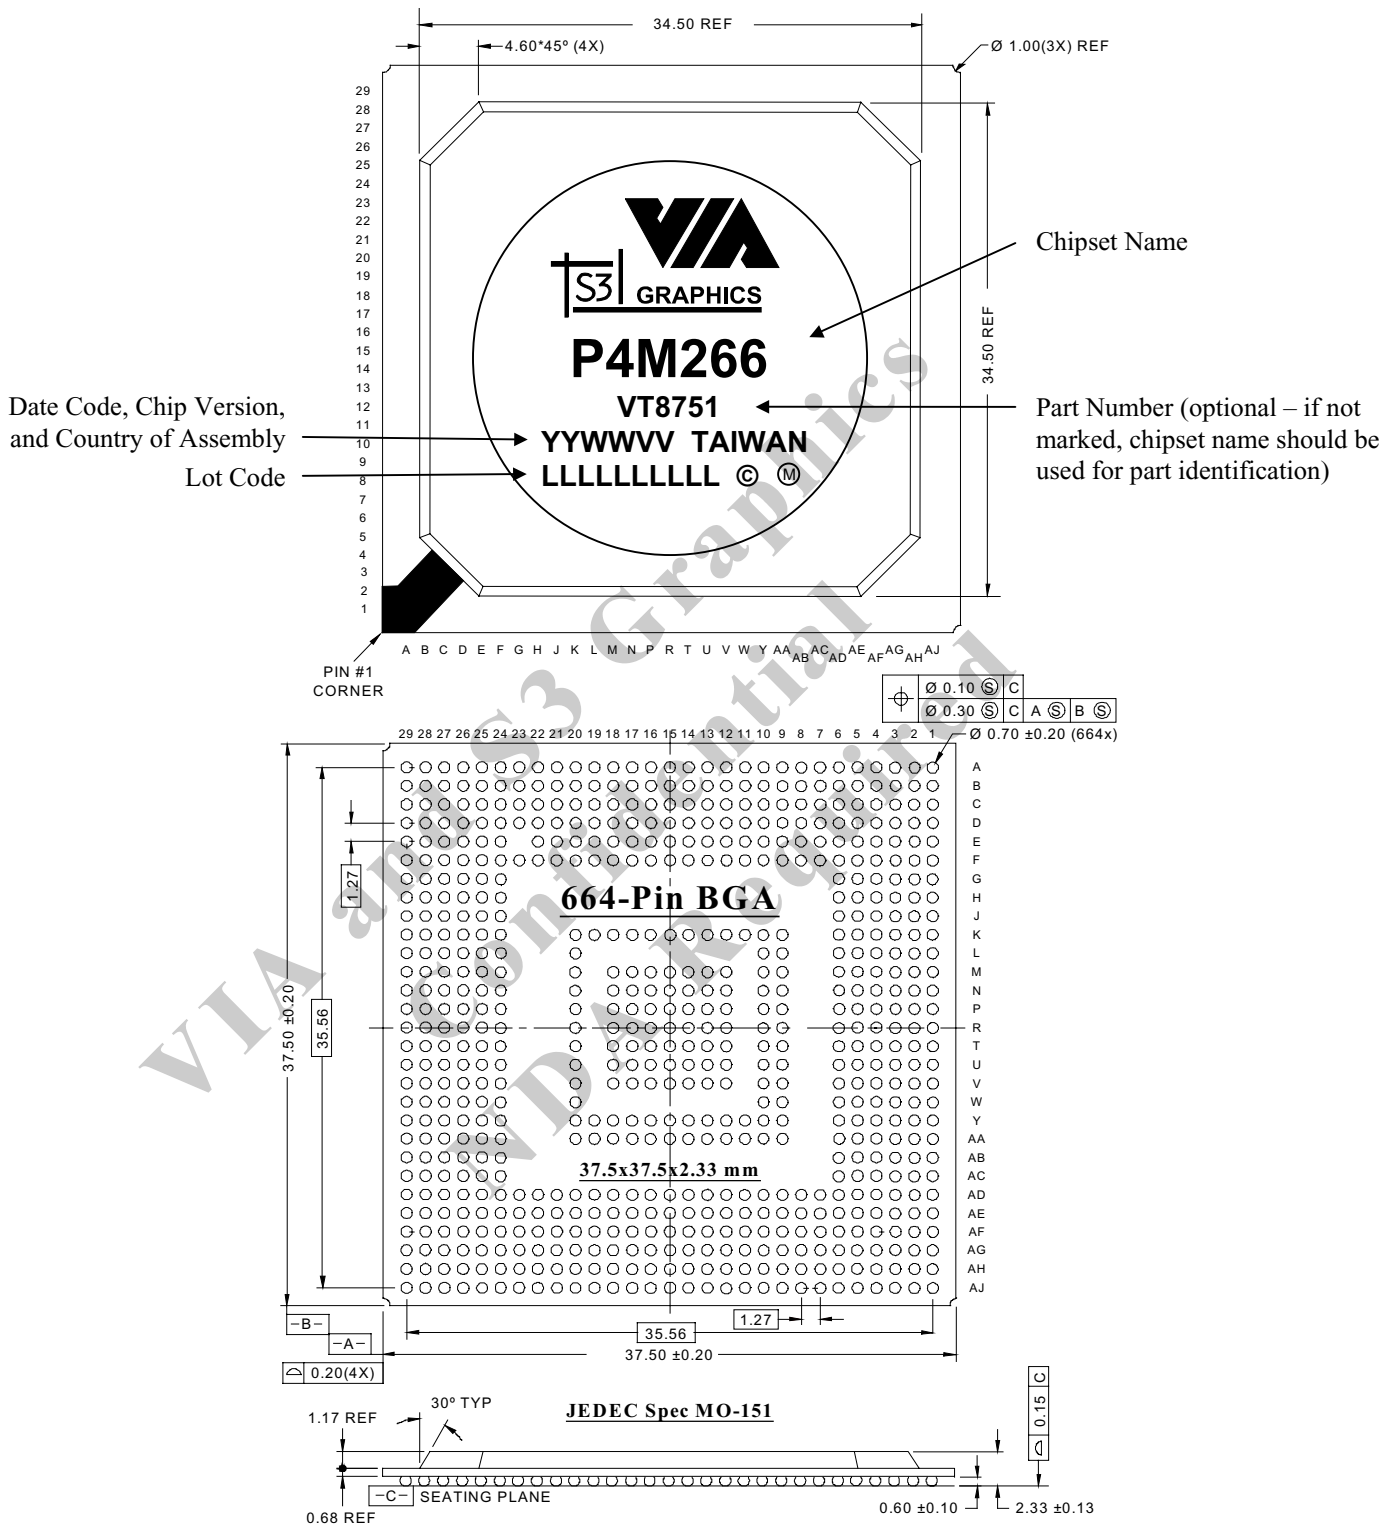 34.50 REF
4.60*45º (4X)
Ø 1.00(3X) REF
29
28
27
26
25
24
23
22
21
20
19
18
17
16
15
14
13
12
11
10
9
8
7
6
5
4
3
2
1
VIA
S3 GRAPHICS
P4M266
VT8751
YYWWVV TAIWAN
LLLLLLLLLL © Ⓜ
Chipset Name
34.50 REF
Date Code, Chip Version,
and Country of Assembly
Lot Code
Part Number (optional – if not
marked, chipset name should be
used for part identification)
A B C D E F G H J K L M N P R T U V W Y AA AB AC AD AE AF AG AH AJ
PIN #1
CORNER
VIA and S3 Graphics
Confidential
NDA Required
Ø 0.10 Ⓢ C
Ø 0.30 Ⓢ C A Ⓢ B Ⓢ
Ø 0.70 ±0.20 (664x)
29 28 27 26 25 24 23 22 21 20 19 18 17 16 15 14 13 12 11 10 9 8 7 6 5 4 3 2 1
A
B
C
D
E
F
G
H
J
K
L
M
N
P
R
T
U
V
W
Y
AA
AB
AC
AD
AE
AF
AG
AH
AJ
1.27
664-Pin BGA
37.50 ±0.20
35.56
37.5x37.5x2.33 mm
-B-
-A-
0.20(4X)
1.27
35.56
37.50 ±0.20
30º TYP
1.17 REF
JEDEC Spec MO-151
0.15 C
-C- SEATING PLANE
0.68 REF
0.60 ±0.10
2.33 ±0.13